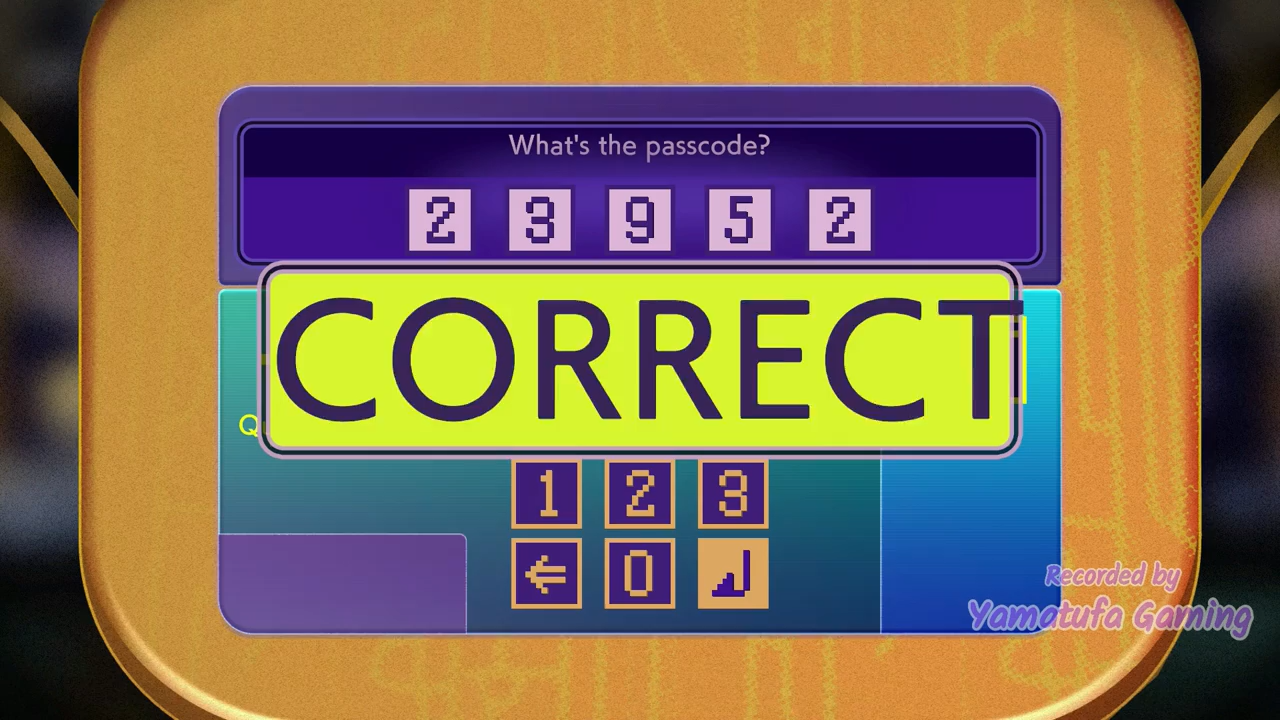 What's the passcode?
2 3 9 5 2
CORRECT
Q
1 2 3
0
Recorded by
Yamatufa Gaming